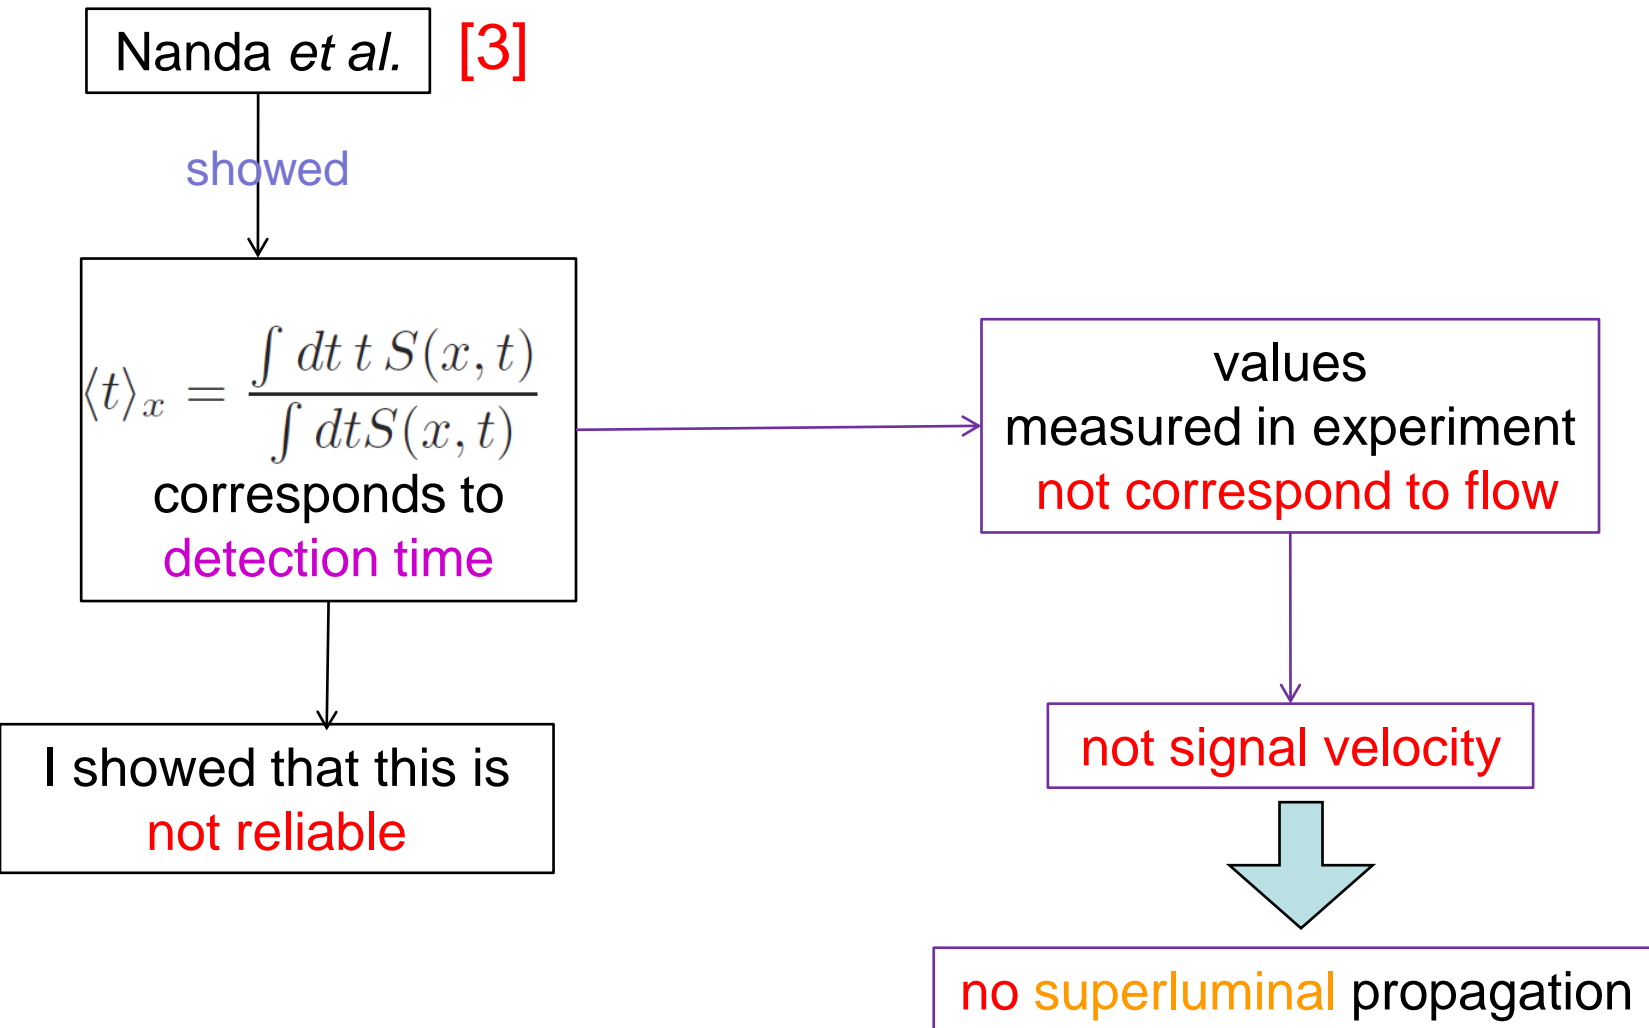 Nanda et al. [3]
showed
⟨t⟩ₓ = ∫ dt t S(x, t) / ∫ dtS(x, t)
corresponds to
detection time
I showed that this is
not reliable
values
measured in experiment
not correspond to flow
not signal velocity
no superluminal propagation